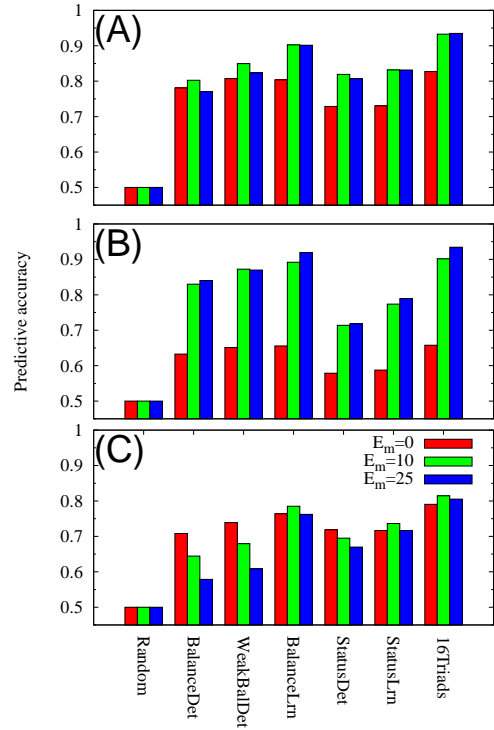 (A)
1
0.9
0.8
0.7
0.6
0.5
(B)
1
0.9
0.8
0.7
0.6
0.5
Predictive accuracy
(C)
1
0.9
0.8
0.7
0.6
0.5
E_m=0
E_m=10
E_m=25
Random
BalanceDet
WeakBalDet
BalanceLrn
StatusDet
StatusLrn
16Triads